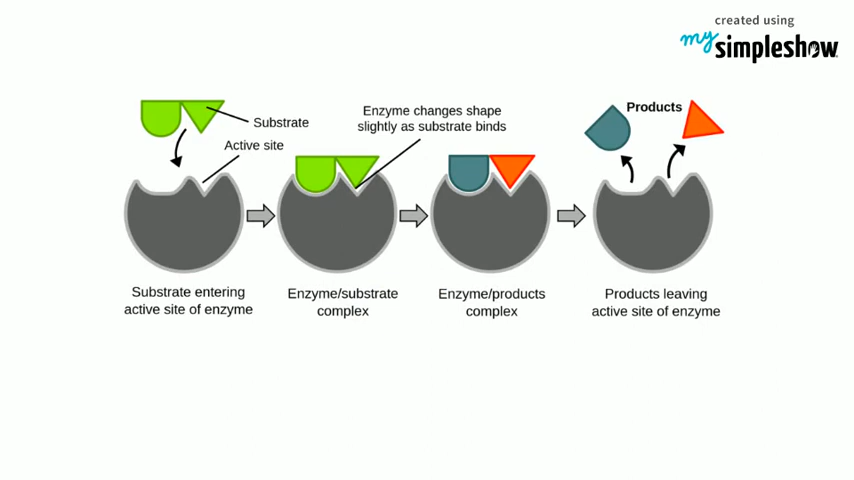 created using
my simpleshow
Substrate
Active site
Enzyme changes shape
slightly as substrate binds
Products
Substrate entering
active site of enzyme
Enzyme/substrate
complex
Enzyme/products
complex
Products leaving
active site of enzyme